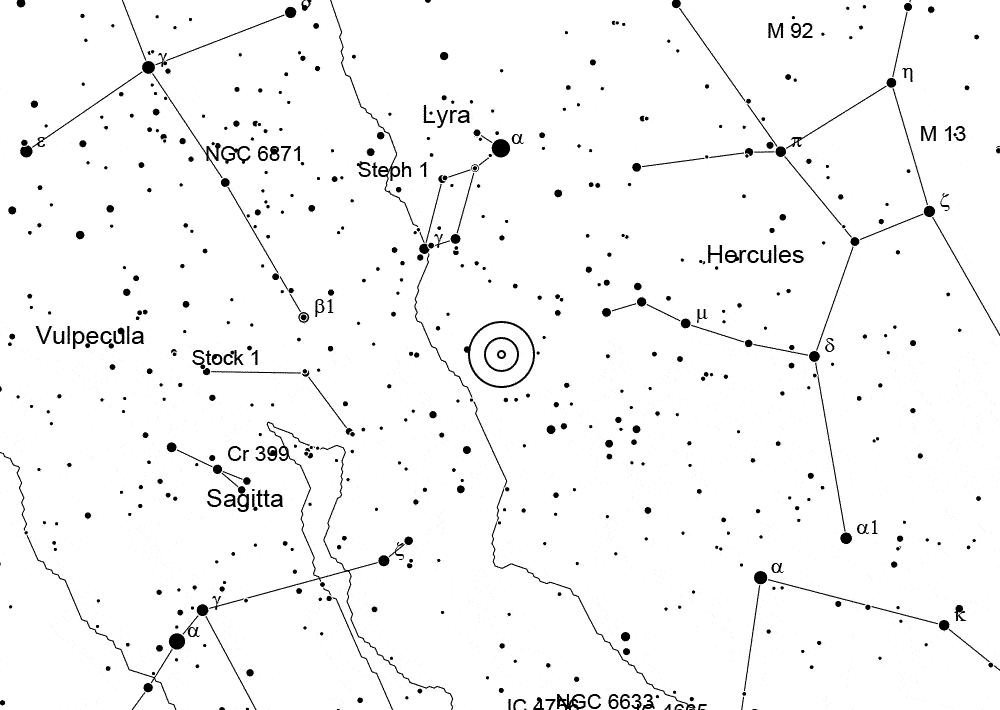 σ
M 92
γ
η
Lyra
α
M 13
ε
π
NGC 6871
Steph 1
ζ
γ
Hercules
β1
μ
Vulpecula
δ
Stock 1
Cr 399
Sagitta
α1
ζ
α
γ
κ
α
NGC 6633